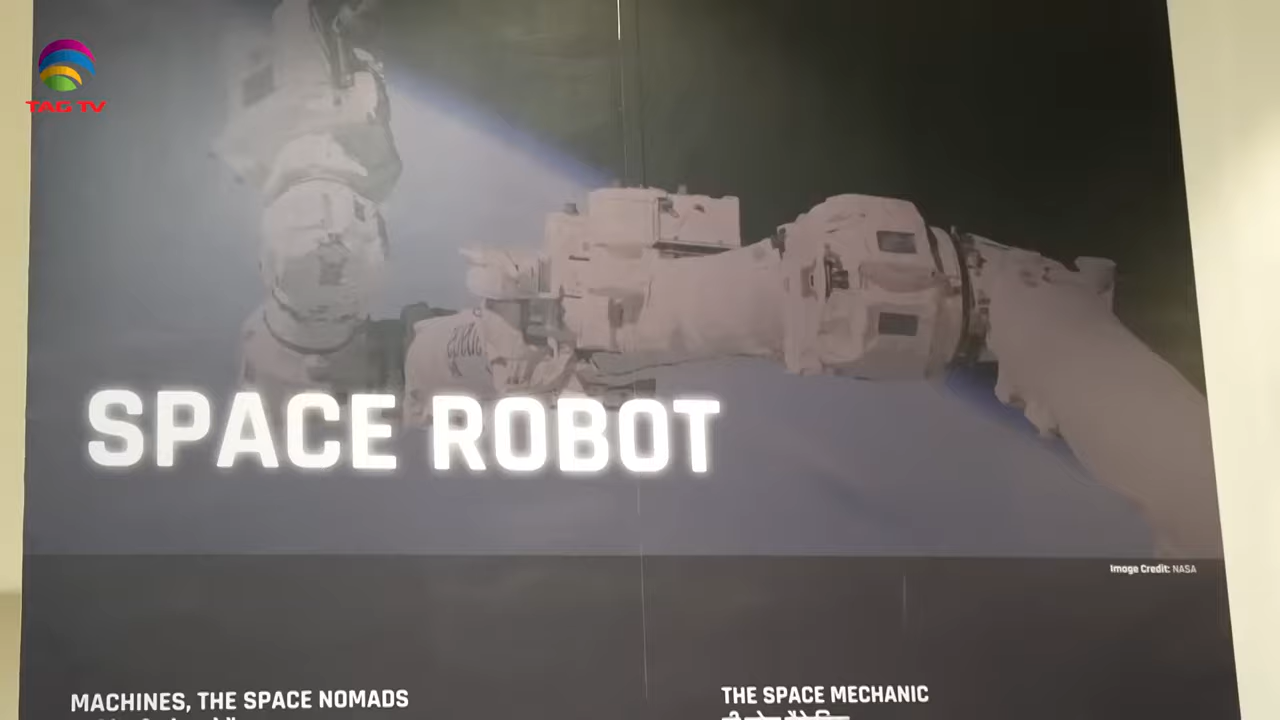 TAG TV
SPACE ROBOT
Image Credit: NASA
MACHINES, THE SPACE NOMADS
THE SPACE MECHANIC